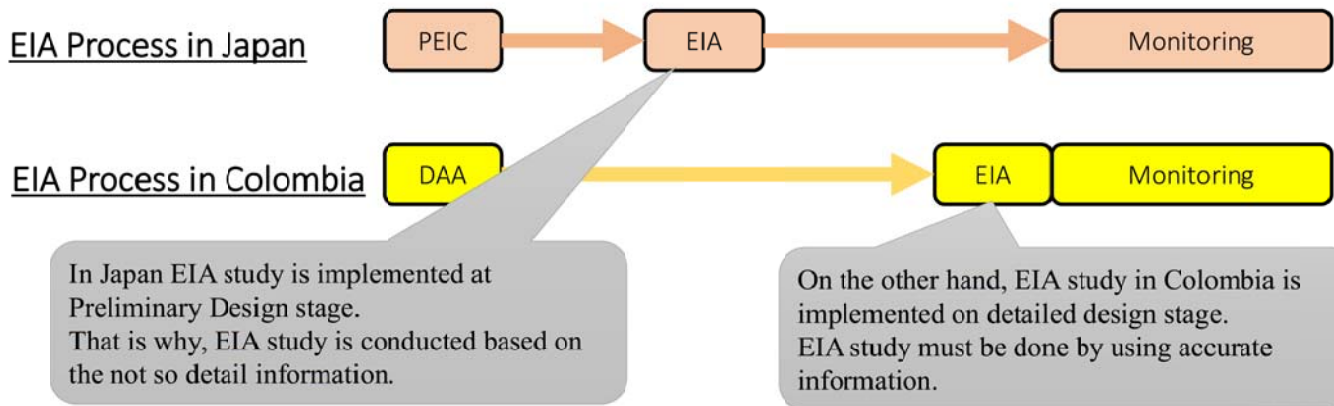 EIA Process in Japan
PEIC
EIA
Monitoring
EIA Process in Colombia
DAA
EIA
Monitoring
In Japan EIA study is implemented at
Preliminary Design stage.
That is why, EIA study is conducted based on
the not so detail information.
On the other hand, EIA study in Colombia is
implemented on detailed design stage.
EIA study must be done by using accurate
information.